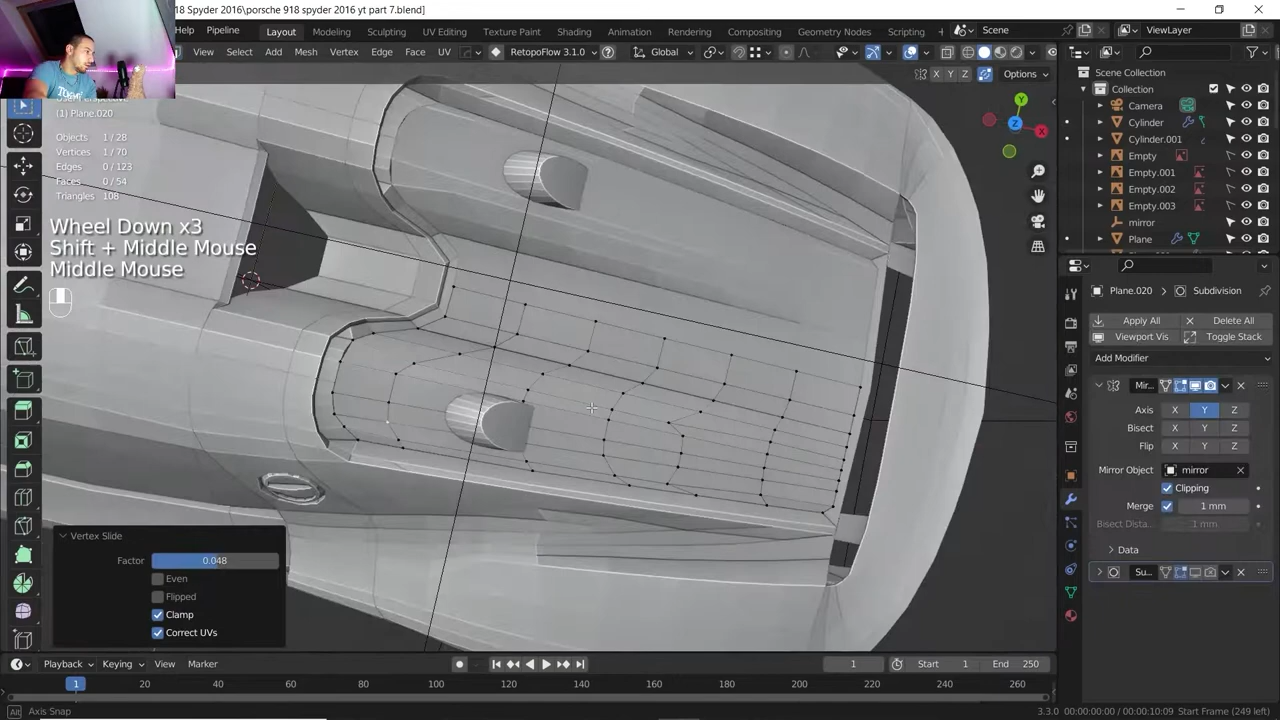 18 Spyder 2016\porsche 918 spyder 2016 yt part 7.blend]
Help Pipeline Layout Modeling Sculpting UV Editing Texture Paint Shading Animation Rendering Compositing Geometry Nodes Scripting Scene ViewLayer
View Select Add Mesh Vertex Edge Face UV RetopoFlow 3.1.0 Global
X Y Z Options
(1) Plane.020
Objects 1/28
Vertices 1/70
Edges 0/123
Faces 0/54
Triangles 108
Wheel Down x3
Shift + Middle Mouse
Middle Mouse
Y
Z
X
Scene Collection
Collection
Camera
Cylinder
Cylinder.001
Empty
Empty.001
Empty.002
Empty.003
mirror
Plane
Plane.020 > Subdivision
Apply All Delete All
Viewport Vis Toggle Stack
Add Modifier
Mir...
Axis X Y Z
Bisect X Y Z
Flip X Y Z
Mirror Object mirror
Clipping
Merge 1 mm
Bisect Dista... 1 mm
Data
Su...
Vertex Slide
Factor 0.048
Even
Flipped
Clamp
Correct UVs
Playback Keying View Marker 1 Start 1 End 250
1 20 40 60 80 100 120 140 160 180 200 220 240 260
Alt Axis Snap 3.3.0 00:00:00:00 / 00:00:10:09 Start Frame (249 left)